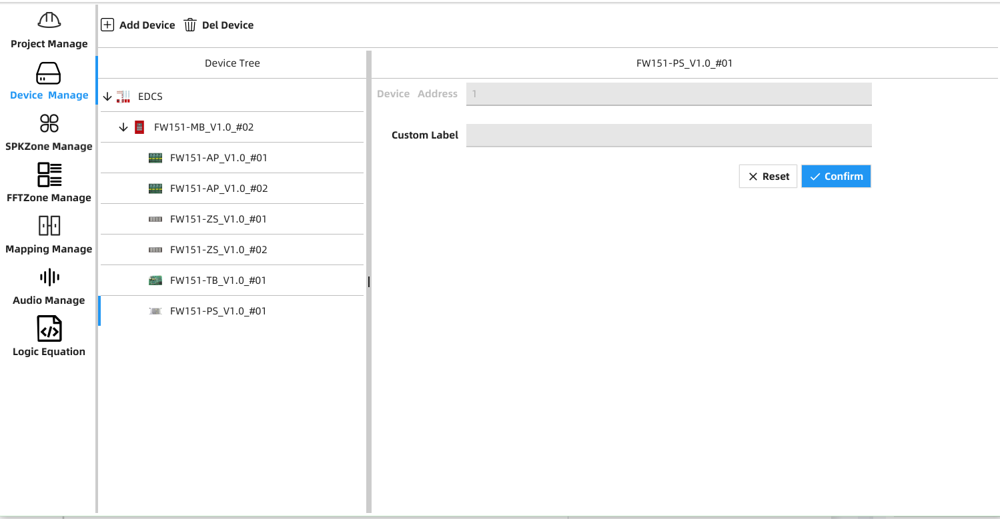 Project Manage
Device Manage
SPKZone Manage
FFTZone Manage
Mapping Manage
Audio Manage
Logic Equation
Add Device Del Device
Device Tree
EDCS
FW151-MB_V1.0_#02
FW151-AP_V1.0_#01
FW151-AP_V1.0_#02
FW151-ZS_V1.0_#01
FW151-ZS_V1.0_#02
FW151-TB_V1.0_#01
FW151-PS_V1.0_#01
FW151-PS_V1.0_#01
Device Address 1
Custom Label
Reset Confirm